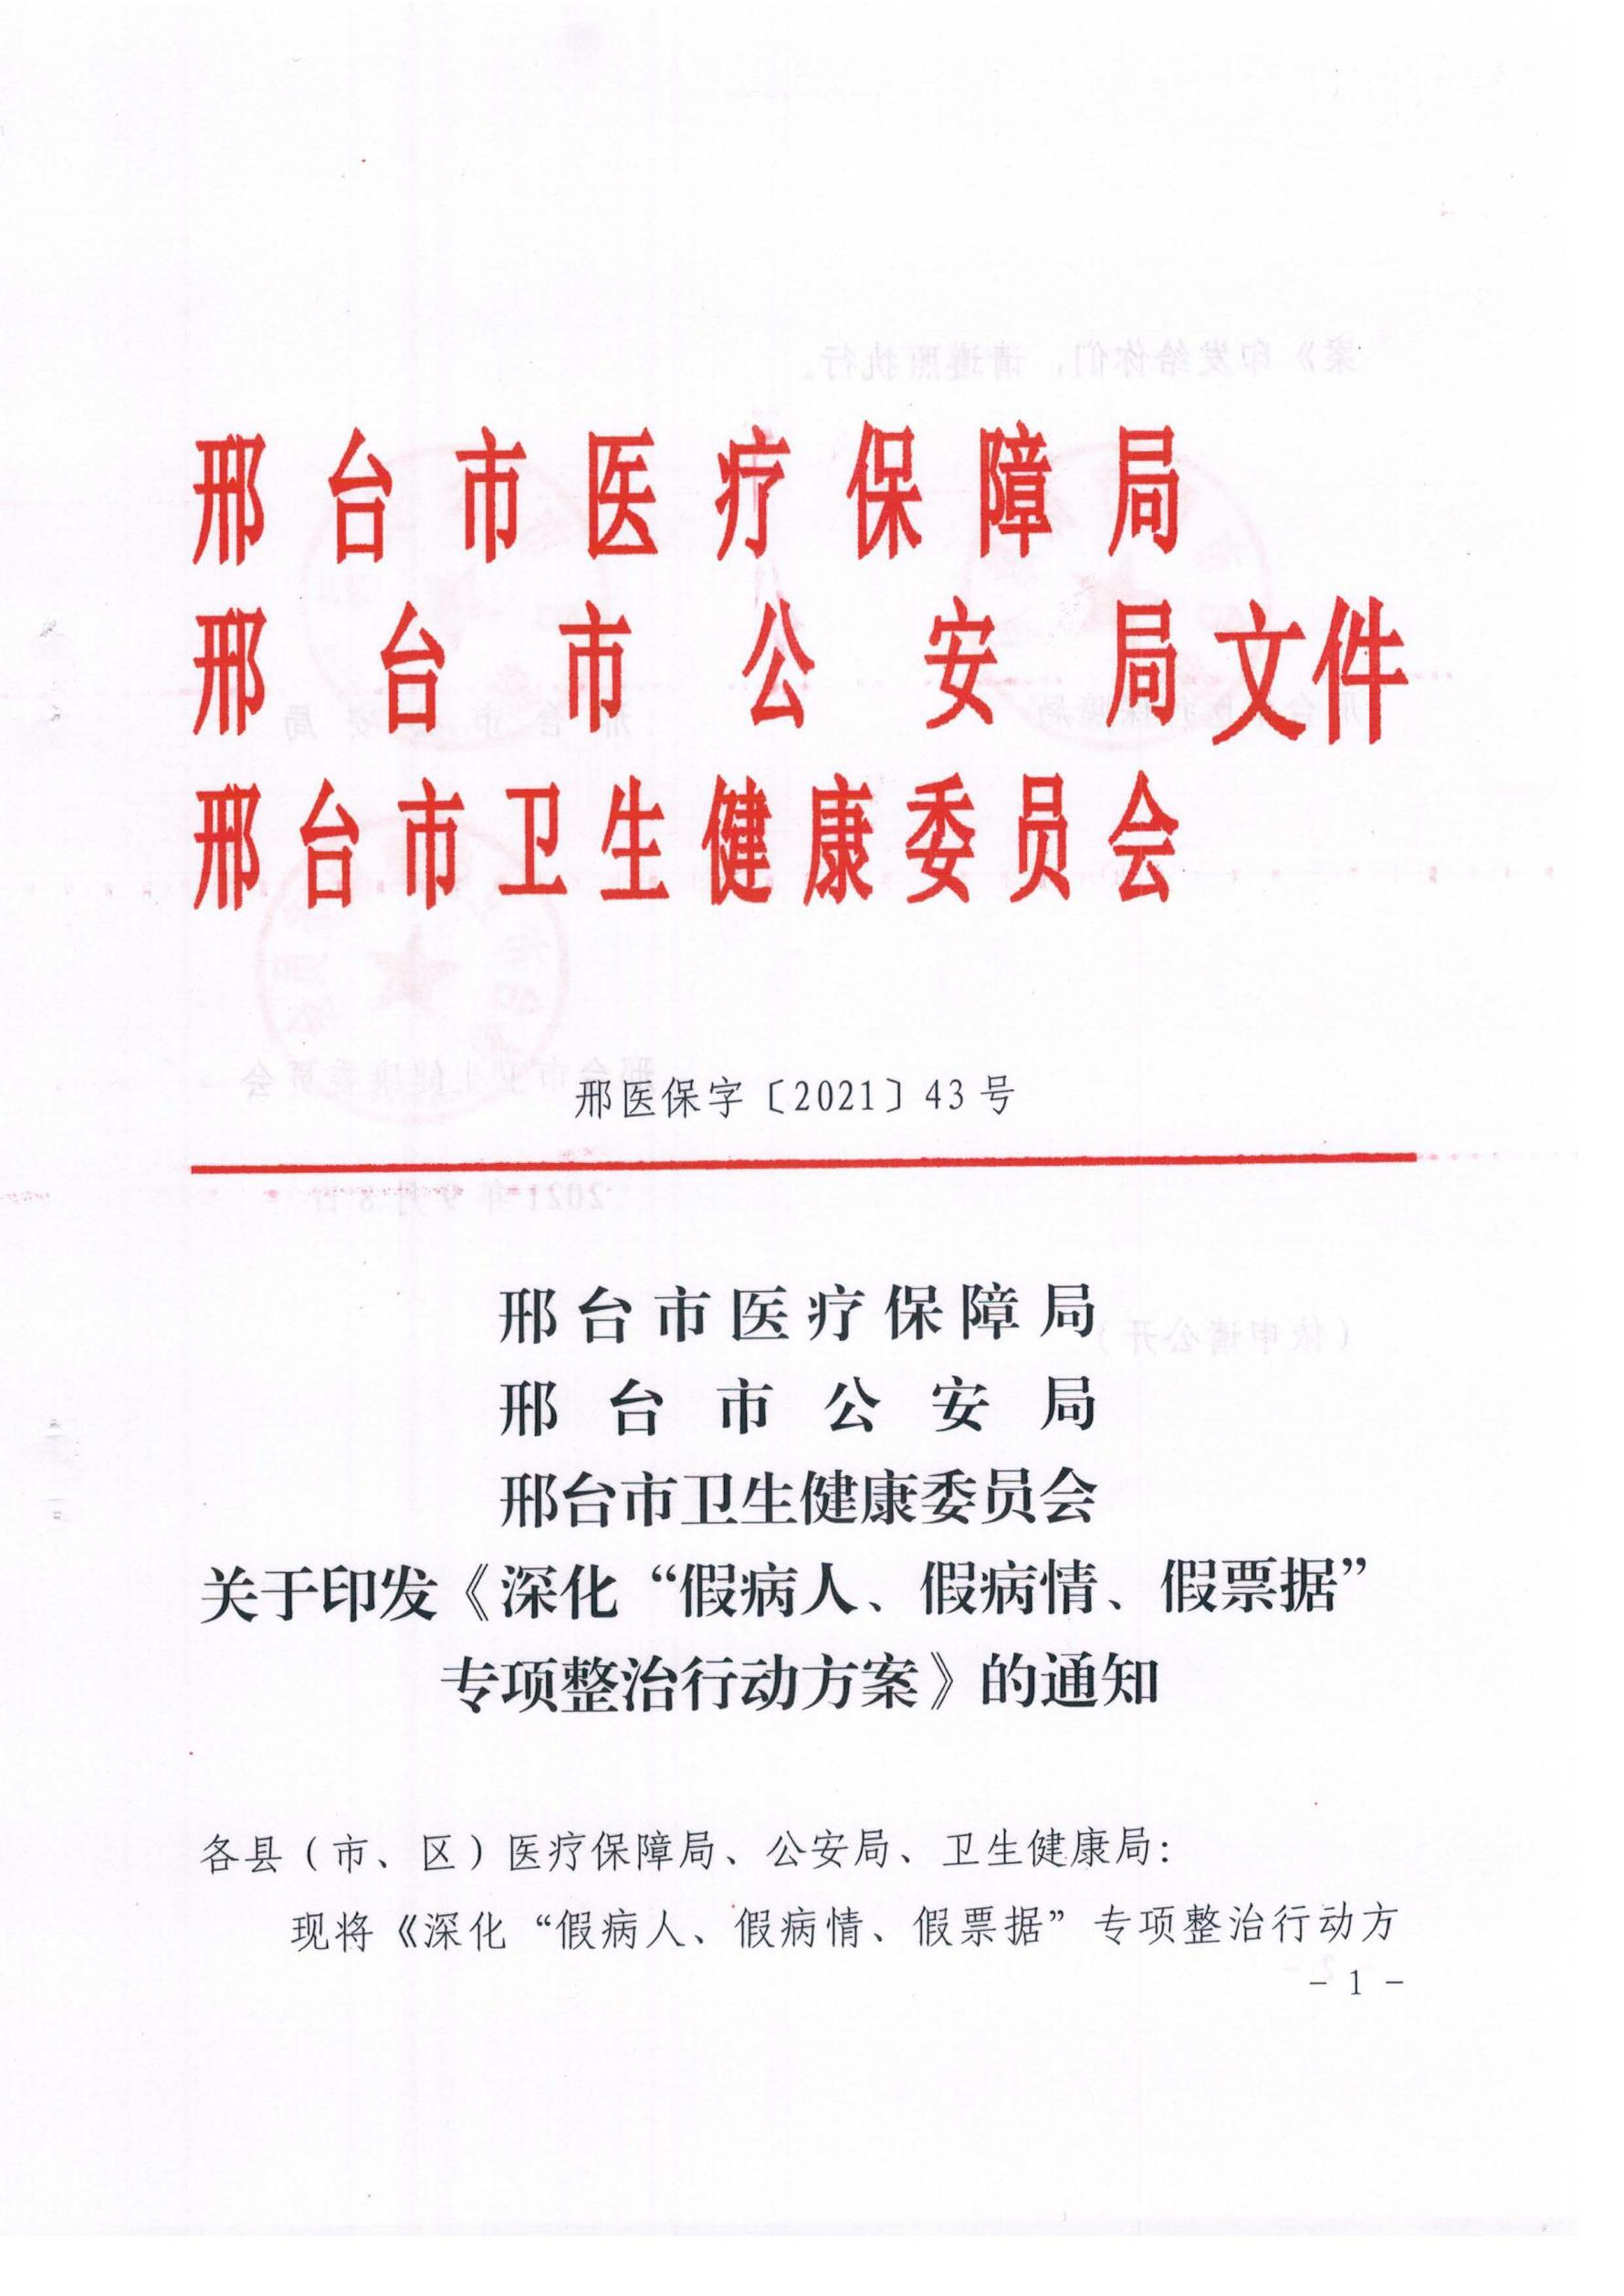 邢台市医疗保障局
邢台市公安局文件
邢台市卫生健康委员会
邢医保字〔2021〕43号
邢台市医疗保障局
邢台市公安局
邢台市卫生健康委员会
关于印发《深化“假病人、假病情、假票据”
专项整治行动方案》的通知
各县（市、区）医疗保障局、公安局、卫生健康局：
现将《深化“假病人、假病情、假票据”专项整治行动方
- 1 -